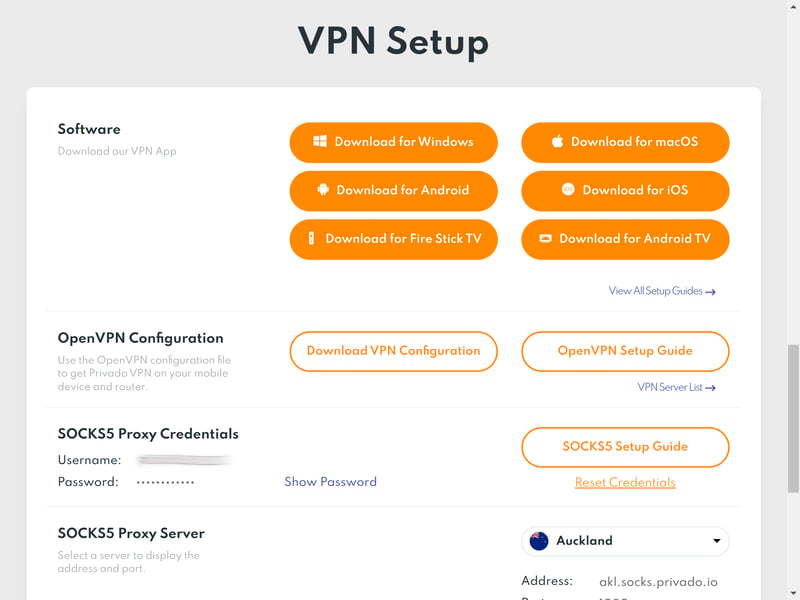 VPN Setup
Software
Download our VPN App
Download for Windows
Download for macOS
Download for Android
Download for iOS
Download for Fire Stick TV
Download for Android TV
View All Setup Guides →
OpenVPN Configuration
Use the OpenVPN configuration file
to get Privado VPN on your mobile
device and router.
Download VPN Configuration
OpenVPN Setup Guide
VPN Server List →
SOCKS5 Proxy Credentials
Username:
Password: ••••••••••••
Show Password
SOCKS5 Setup Guide
Reset Credentials
SOCKS5 Proxy Server
Select a server to display the
address and port.
Auckland
Address: akl.socks.privado.io